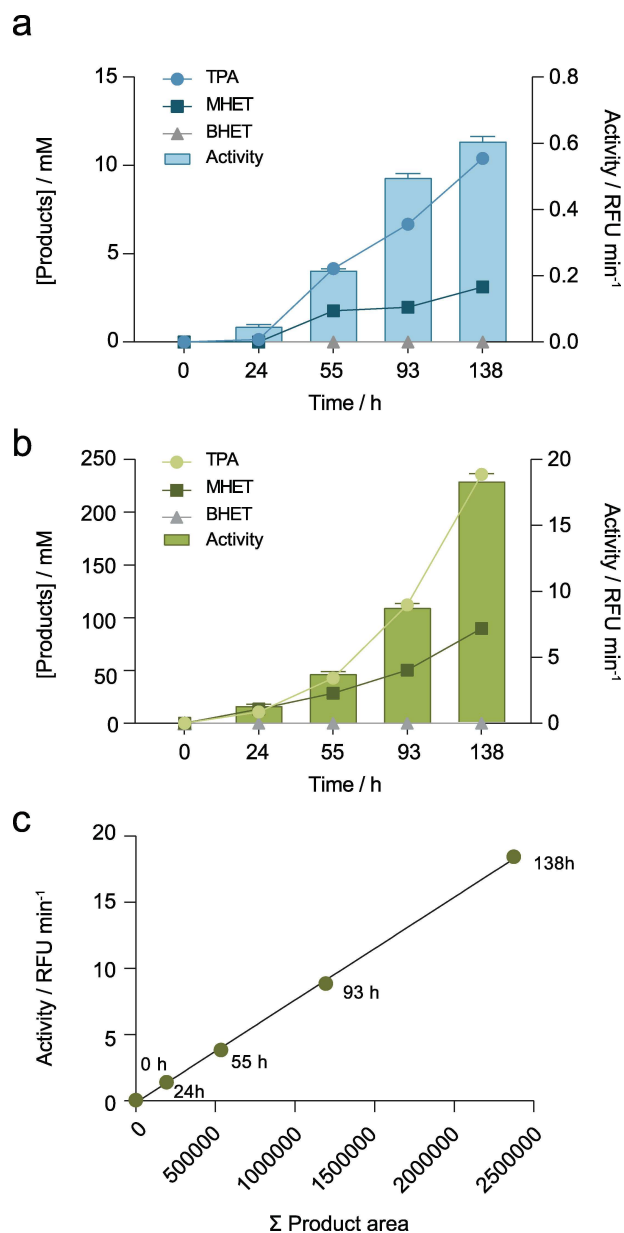 a
TPA
MHET
BHET
Activity
15
10
5
0
[Products] / mM
0.8
0.6
0.4
0.2
0.0
Activity / RFU min-1
0 24 55 93 138
Time / h
b
TPA
MHET
BHET
Activity
250
200
150
100
50
0
[Products] / mM
20
15
10
5
0
Activity / RFU min-1
0 24 55 93 138
Time / h
c
20
15
10
5
0
Activity / RFU min-1
0 h
24h
55 h
93 h
138h
0 500000 1000000 1500000 2000000 2500000
Σ Product area